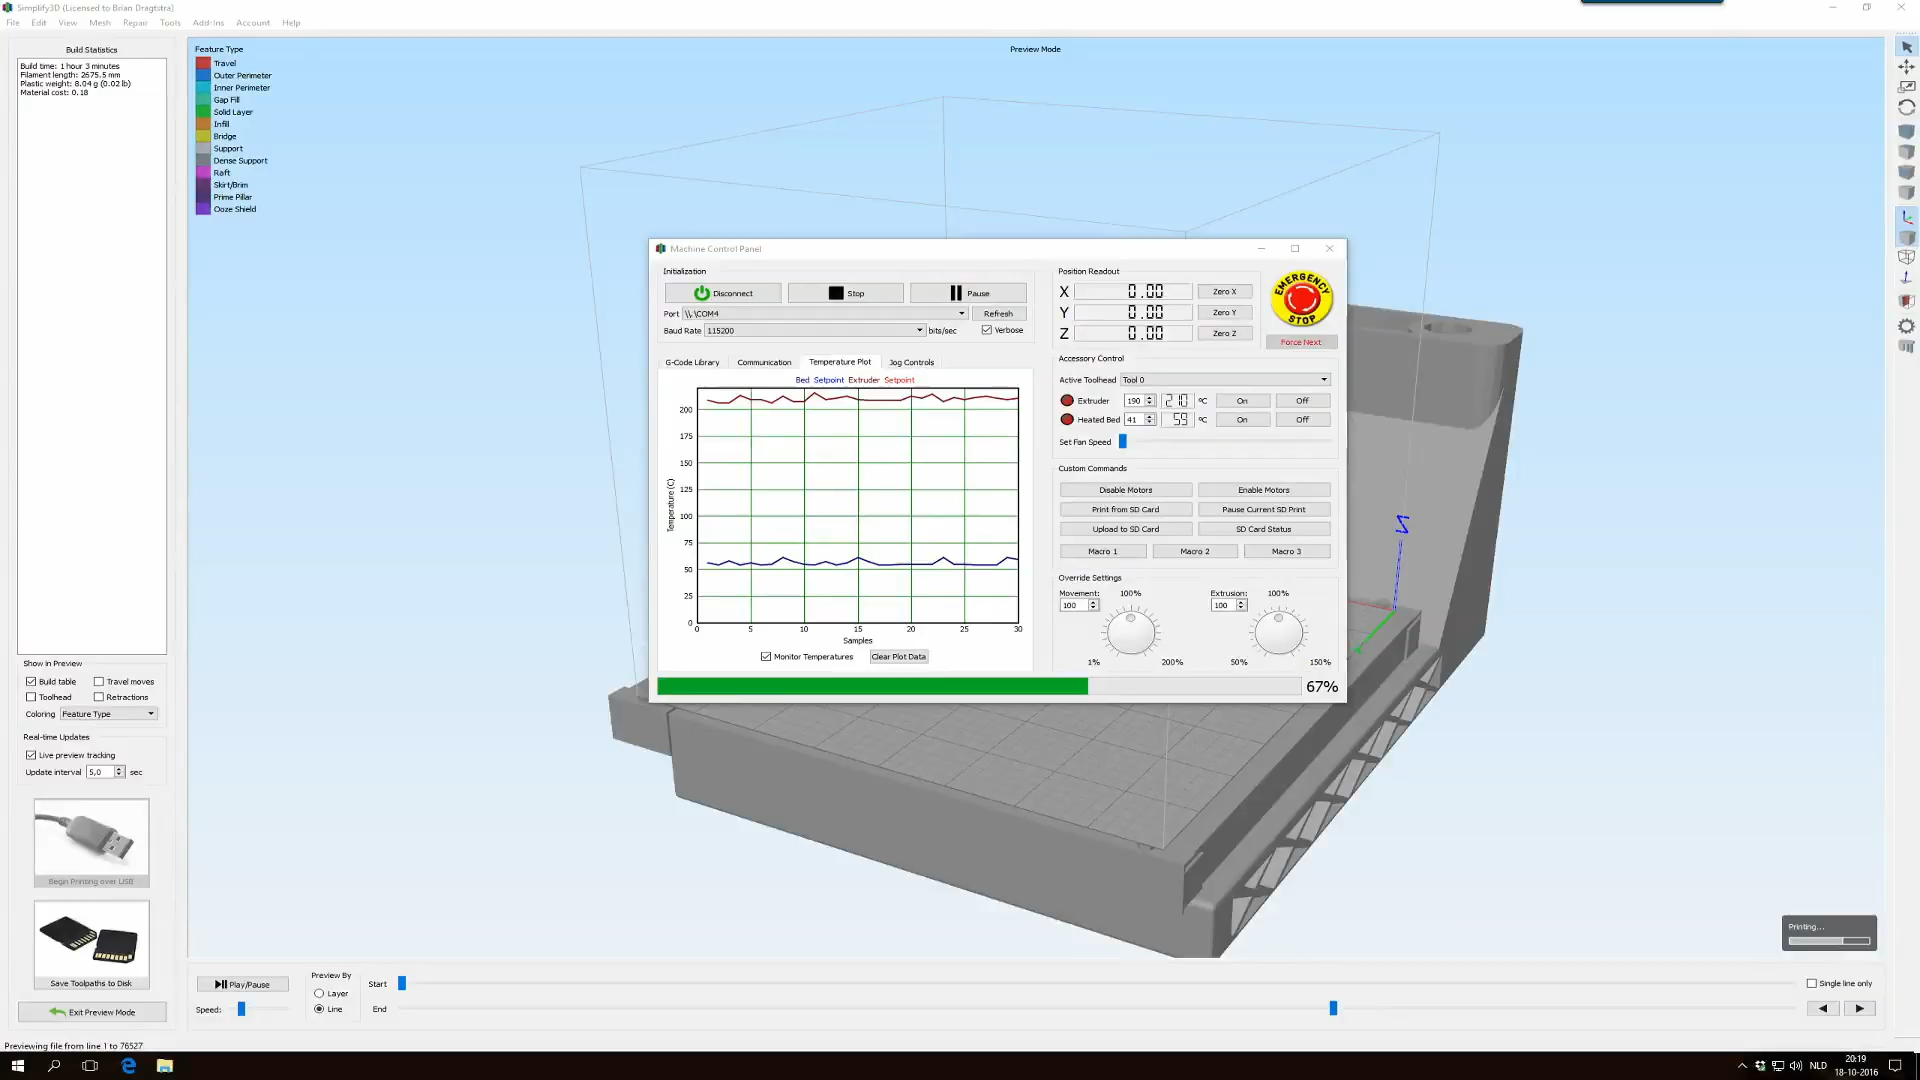 Simplify3D (Licensed to Brian Dragtstra)
File Edit View Mesh Repair Tools Add-Ins Account Help
Build Statistics
Build time: 1 hour 3 minutes
Filament length: 2675.5 mm
Plastic weight: 8.04 g (0.02 lb)
Material cost: 0.18
Feature Type
Travel
Outer Perimeter
Inner Perimeter
Gap Fill
Solid Layer
Infill
Bridge
Support
Dense Support
Raft
Skirt/Brim
Prime Pillar
Ooze Shield
Preview Mode
Machine Control Panel
Initialization
Disconnect Stop Pause
Port \\.\COM4 Refresh
Baud Rate 115200 bits/sec Verbose
G-Code Library Communication Temperature Plot Jog Controls
Bed Setpoint Extruder Setpoint
Temperature (C)
200
175
150
125
100
75
50
25
0
0 5 10 15 20 25 30
Samples
Monitor Temperatures Clear Plot Data
Position Readout
X 0.00 Zero X
Y 0.00 Zero Y
Z 0.00 Zero Z
EMERGENCY STOP
Force Next
Accessory Control
Active Toolhead Tool 0
Extruder 190 210 ºC On Off
Heated Bed 41 59 ºC On Off
Set Fan Speed
Custom Commands
Disable Motors Enable Motors
Print from SD Card Pause Current SD Print
Upload to SD Card SD Card Status
Macro 1 Macro 2 Macro 3
Override Settings
Movement: 100% Extrusion: 100%
100 100
1% 200% 50% 150%
67%
Z
Show in Preview
Build table Travel moves
Toolhead Retractions
Coloring Feature Type
Real-time Updates
Live preview tracking
Update interval 5,0 sec
Begin Printing over USB
Save Toolpaths to Disk
Exit Preview Mode
Printing...
Play/Pause
Speed:
Preview By
Layer
Line
Start
End
Single line only
Previewing file from line 1 to 76527
NLD
20:19
18-10-2016